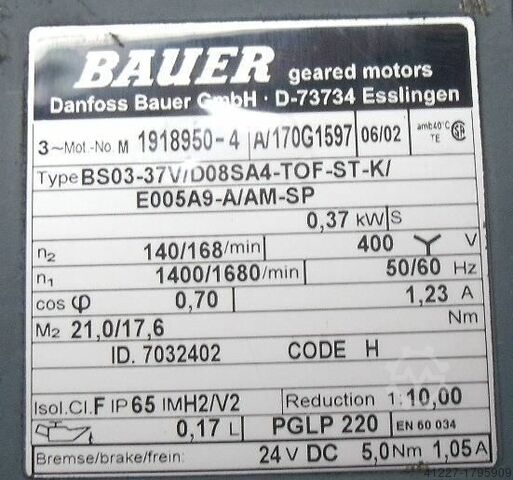 BAUER geared motors
Danfoss Bauer GmbH · D-73734 Esslingen
3~Mot.-No M 1918950-4 A/170G1597 06/02 amb40°C TE SA
Type BS03-37V/D08SA4-TOF-ST-K/
E005A9-A/AM-SP
0,37 kW S
n2 140/168/min 400 Y V
n1 1400/1680/min 50/60 Hz
cos φ 0,70 1,23 A
M2 21,0/17,6 Nm
ID. 7032402 CODE H
Isol.Cl.F IP 65 IMH2/V2 Reduction 1:10,00
0,17 L PGLP 220 EN 60 034
Bremse/brake/frein: 24 V DC 5,0Nm 1,05A
41227-1795909